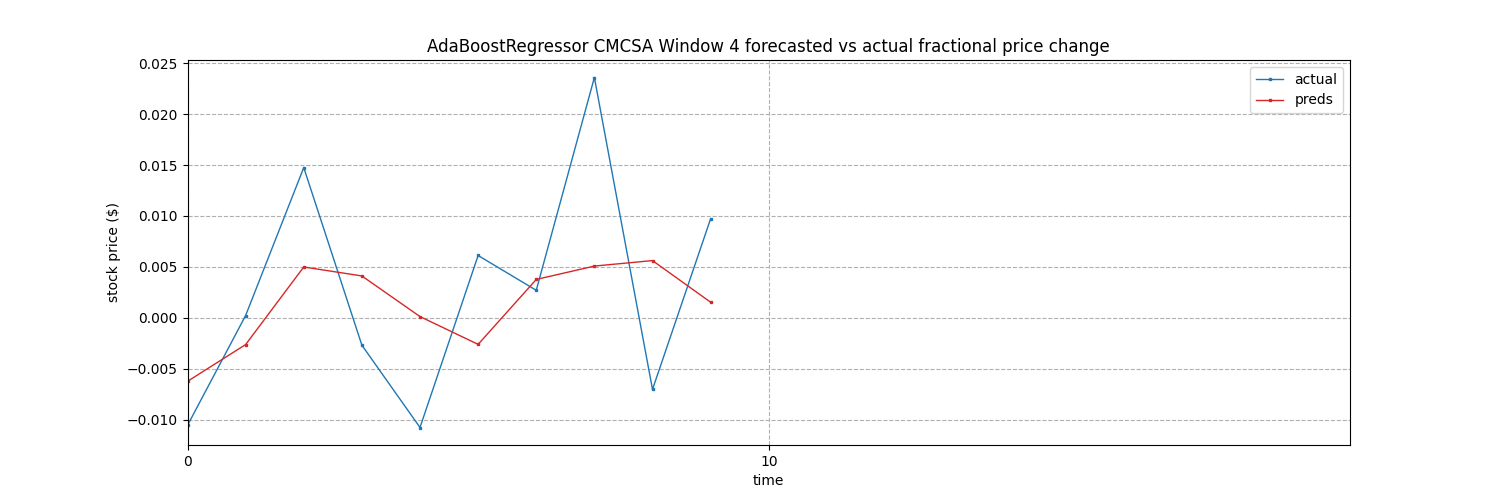 AdaBoostRegressor CMCSA Window 4 forecasted vs actual fractional price change
0.025
0.020
0.015
0.010
0.005
0.000
−0.005
−0.010
stock price ($)
actual
preds
0
10
time